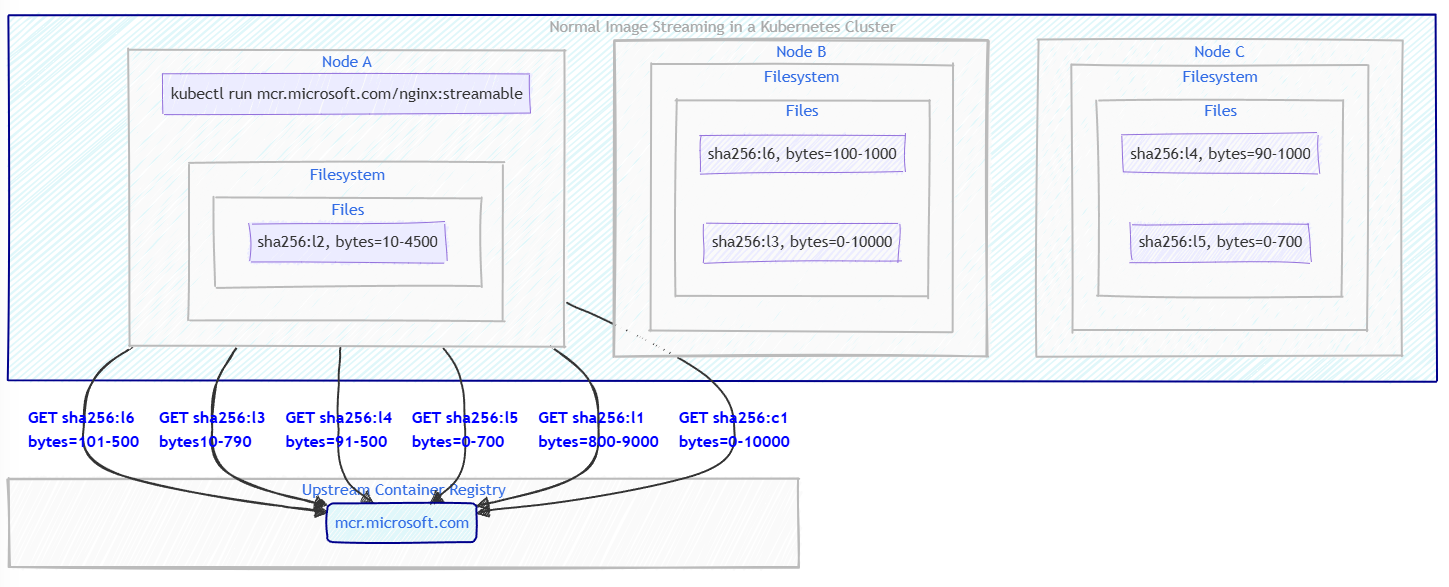 Normal Image Streaming in a Kubernetes Cluster
Node A
kubectl run mcr.microsoft.com/nginx:streamable
Filesystem
Files
sha256:l2, bytes=10-4500
Node B
Filesystem
Files
sha256:l6, bytes=100-1000
sha256:l3, bytes=0-10000
Node C
Filesystem
Files
sha256:l4, bytes=90-1000
sha256:l5, bytes=0-700
GET sha256:l6
bytes=101-500
GET sha256:l3
bytes10-790
GET sha256:l4
bytes=91-500
GET sha256:l5
bytes=0-700
GET sha256:l1
bytes=800-9000
GET sha256:c1
bytes=0-10000
Upstream Container Registry
mcr.microsoft.com